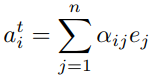 a_i^t = \sum_{j=1}^{n} \alpha_{ij} e_j